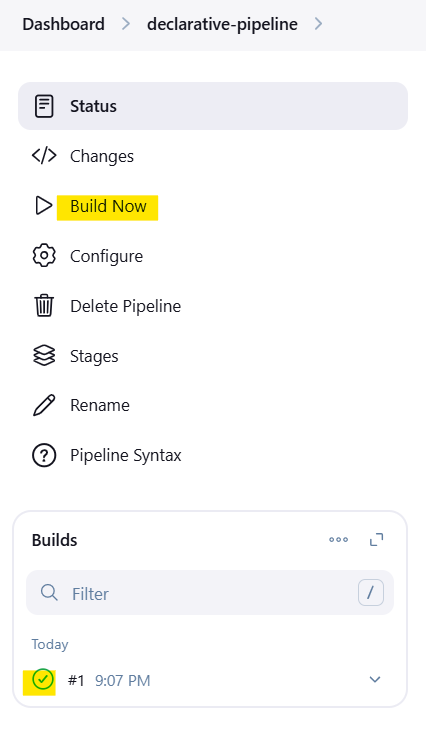 Dashboard > declarative-pipeline >
Status
Changes
Build Now
Configure
Delete Pipeline
Stages
Rename
Pipeline Syntax
Builds
Filter /
Today
#1 9:07 PM